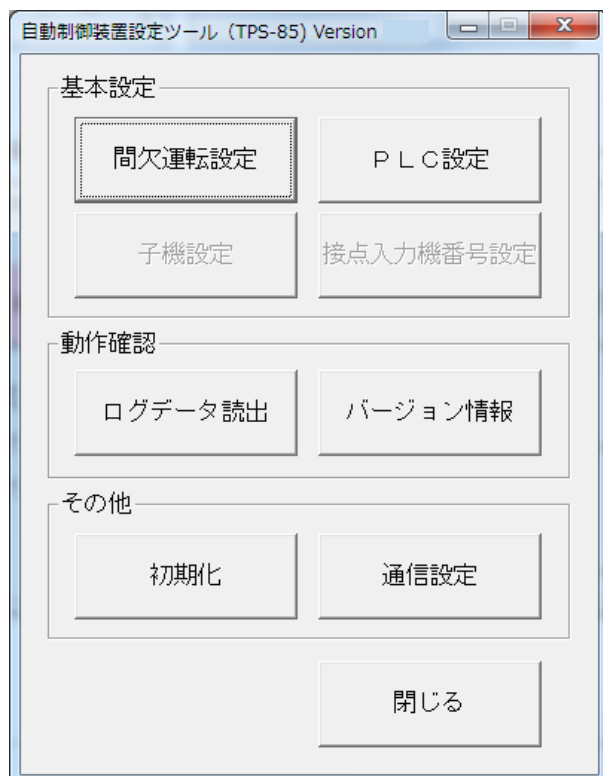 自動制御装置設定ツール（TPS-85) Version
基本設定
間欠運転設定
ＰＬＣ設定
子機設定
接点入力機番号設定
動作確認
ログデータ読出
バージョン情報
その他
初期化
通信設定
閉じる